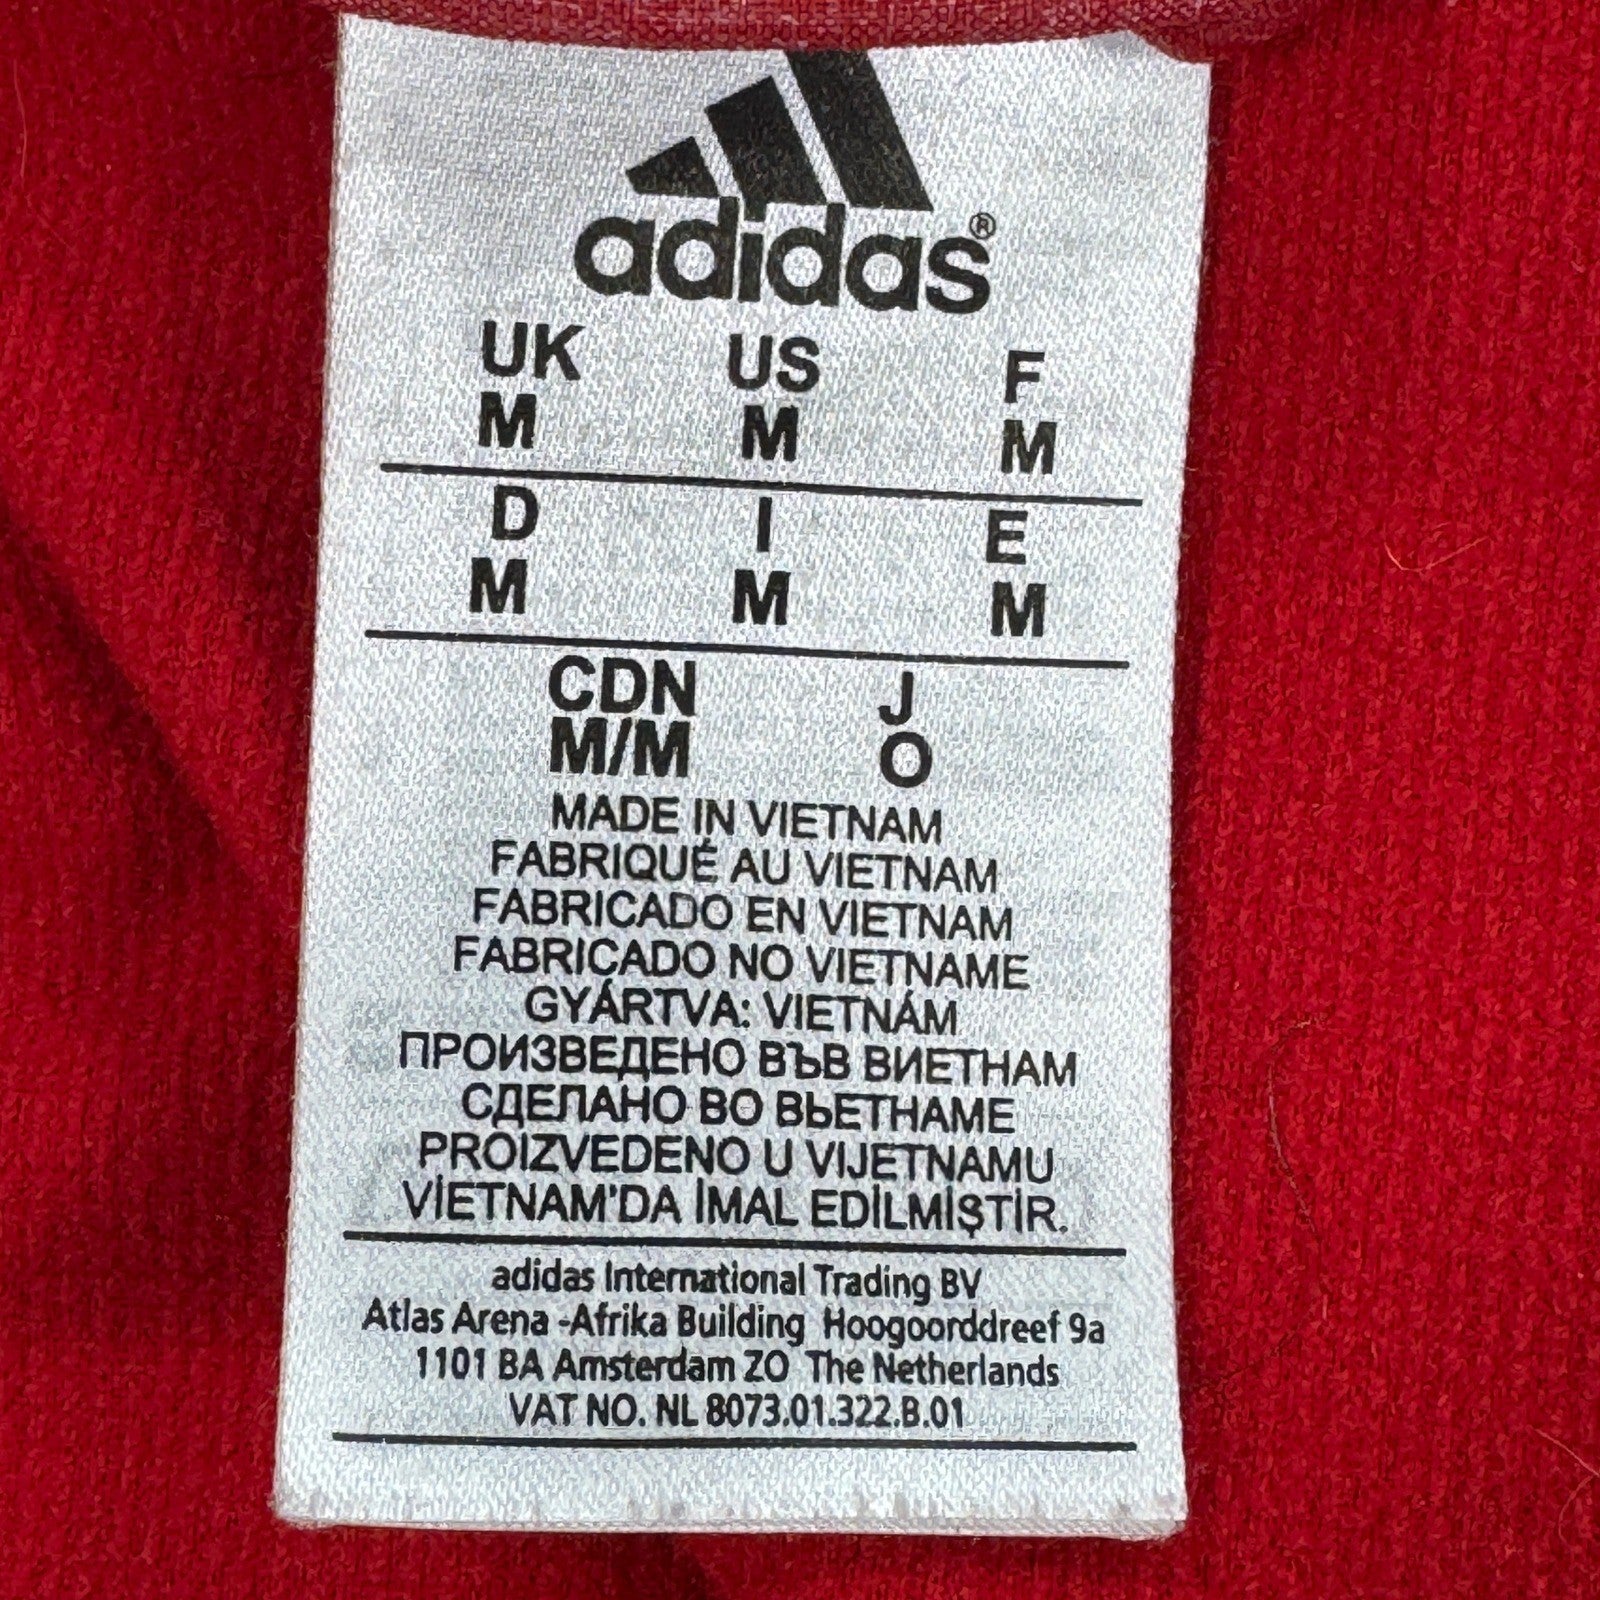 adidas®
UK US F
M M M
D I E
M M M
CDN J
M/M O
MADE IN VIETNAM
FABRIQUÉ AU VIETNAM
FABRICADO EN VIETNAM
FABRICADO NO VIETNAME
GYÁRTVA: VIETNÁM
ПРОИЗВЕДЕНО ВЪВ ВИЕТНАМ
СДЕЛАНО ВО ВЬЕТНАМЕ
PROIZVEDENO U VIJETNAMU
VİETNAM'DA İMAL EDİLMİŞTİR.
adidas International Trading BV
Atlas Arena -Afrika Building Hoogoorddreef 9a
1101 BA Amsterdam ZO The Netherlands
VAT NO. NL 8073.01.322.B.01